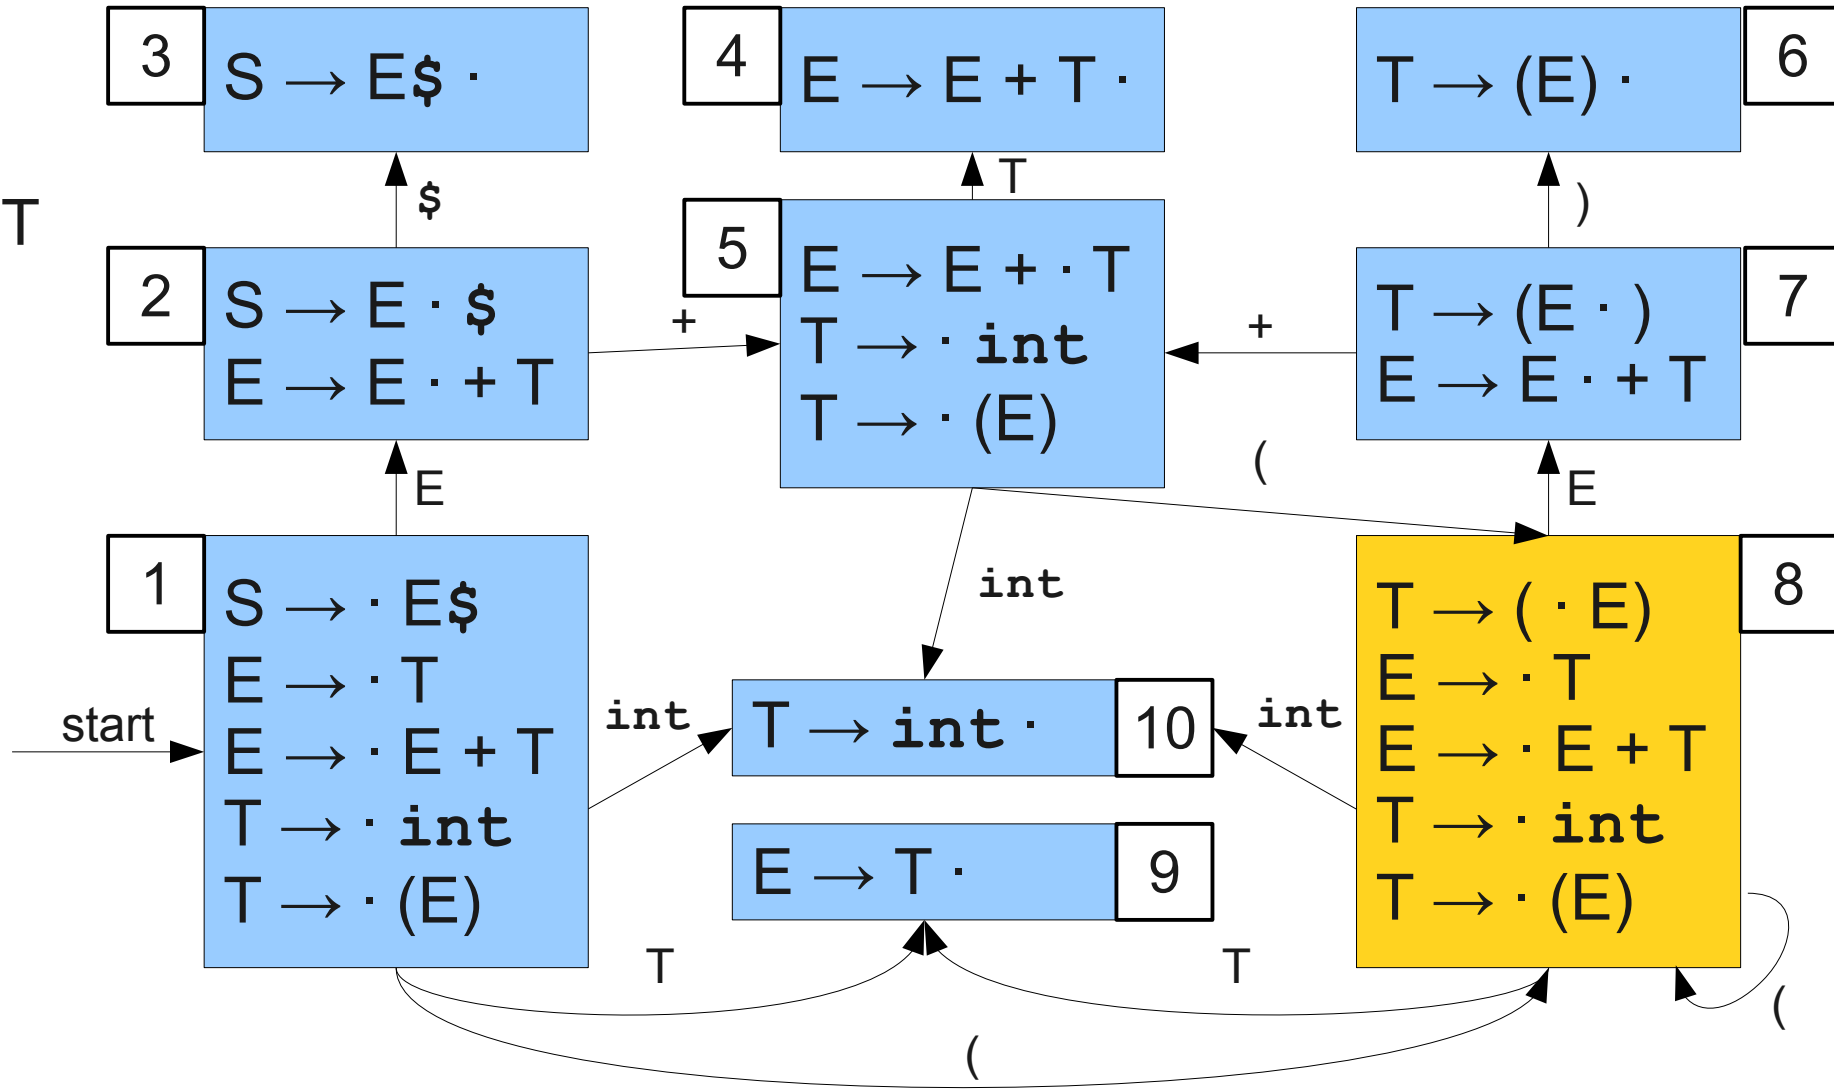 3
S → E$ ·
4
E → E + T ·
6
T → (E) ·
$
T
)
T
2
S → E · $
E → E · + T
+
5
E → E + · T
T → · int
T → · (E)
+
7
T → (E · )
E → E · + T
E
(
E
1
S → · E$
E → · T
E → · E + T
T → · int
T → · (E)
start
int
int
T → int ·
10
int
E → T ·
9
8
T → ( · E)
E → · T
E → · E + T
T → · int
T → · (E)
T
T
(
(